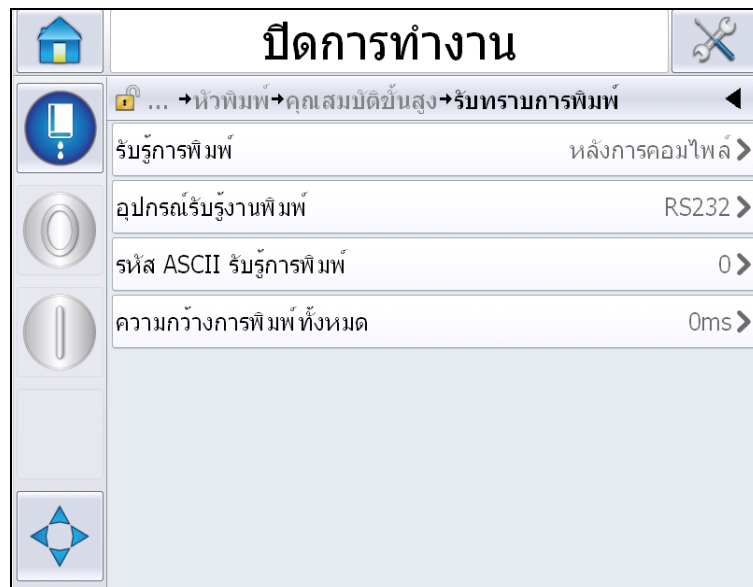 ปิดการทำงาน
... →หัวพิมพ์→คุณสมบัติขั้นสูง→รับทราบการพิมพ์
รับรู้การพิมพ์ หลังการคอมไพล์
อุปกรณ์รับรู้งานพิมพ์ RS232
รหัส ASCII รับรู้การพิมพ์ 0
ความกว้างการพิมพ์ทั้งหมด 0ms